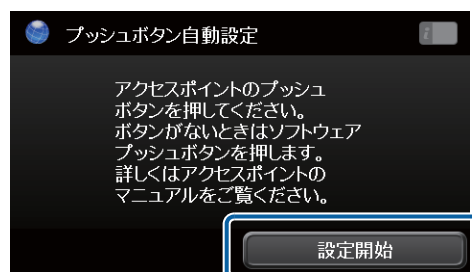 プッシュボタン自動設定
i
アクセスポイントのプッシュ
ボタンを押してください。
ボタンがないときはソフトウェア
プッシュボタンを押します。
詳しくはアクセスポイントの
マニュアルをご覧ください。
設定開始